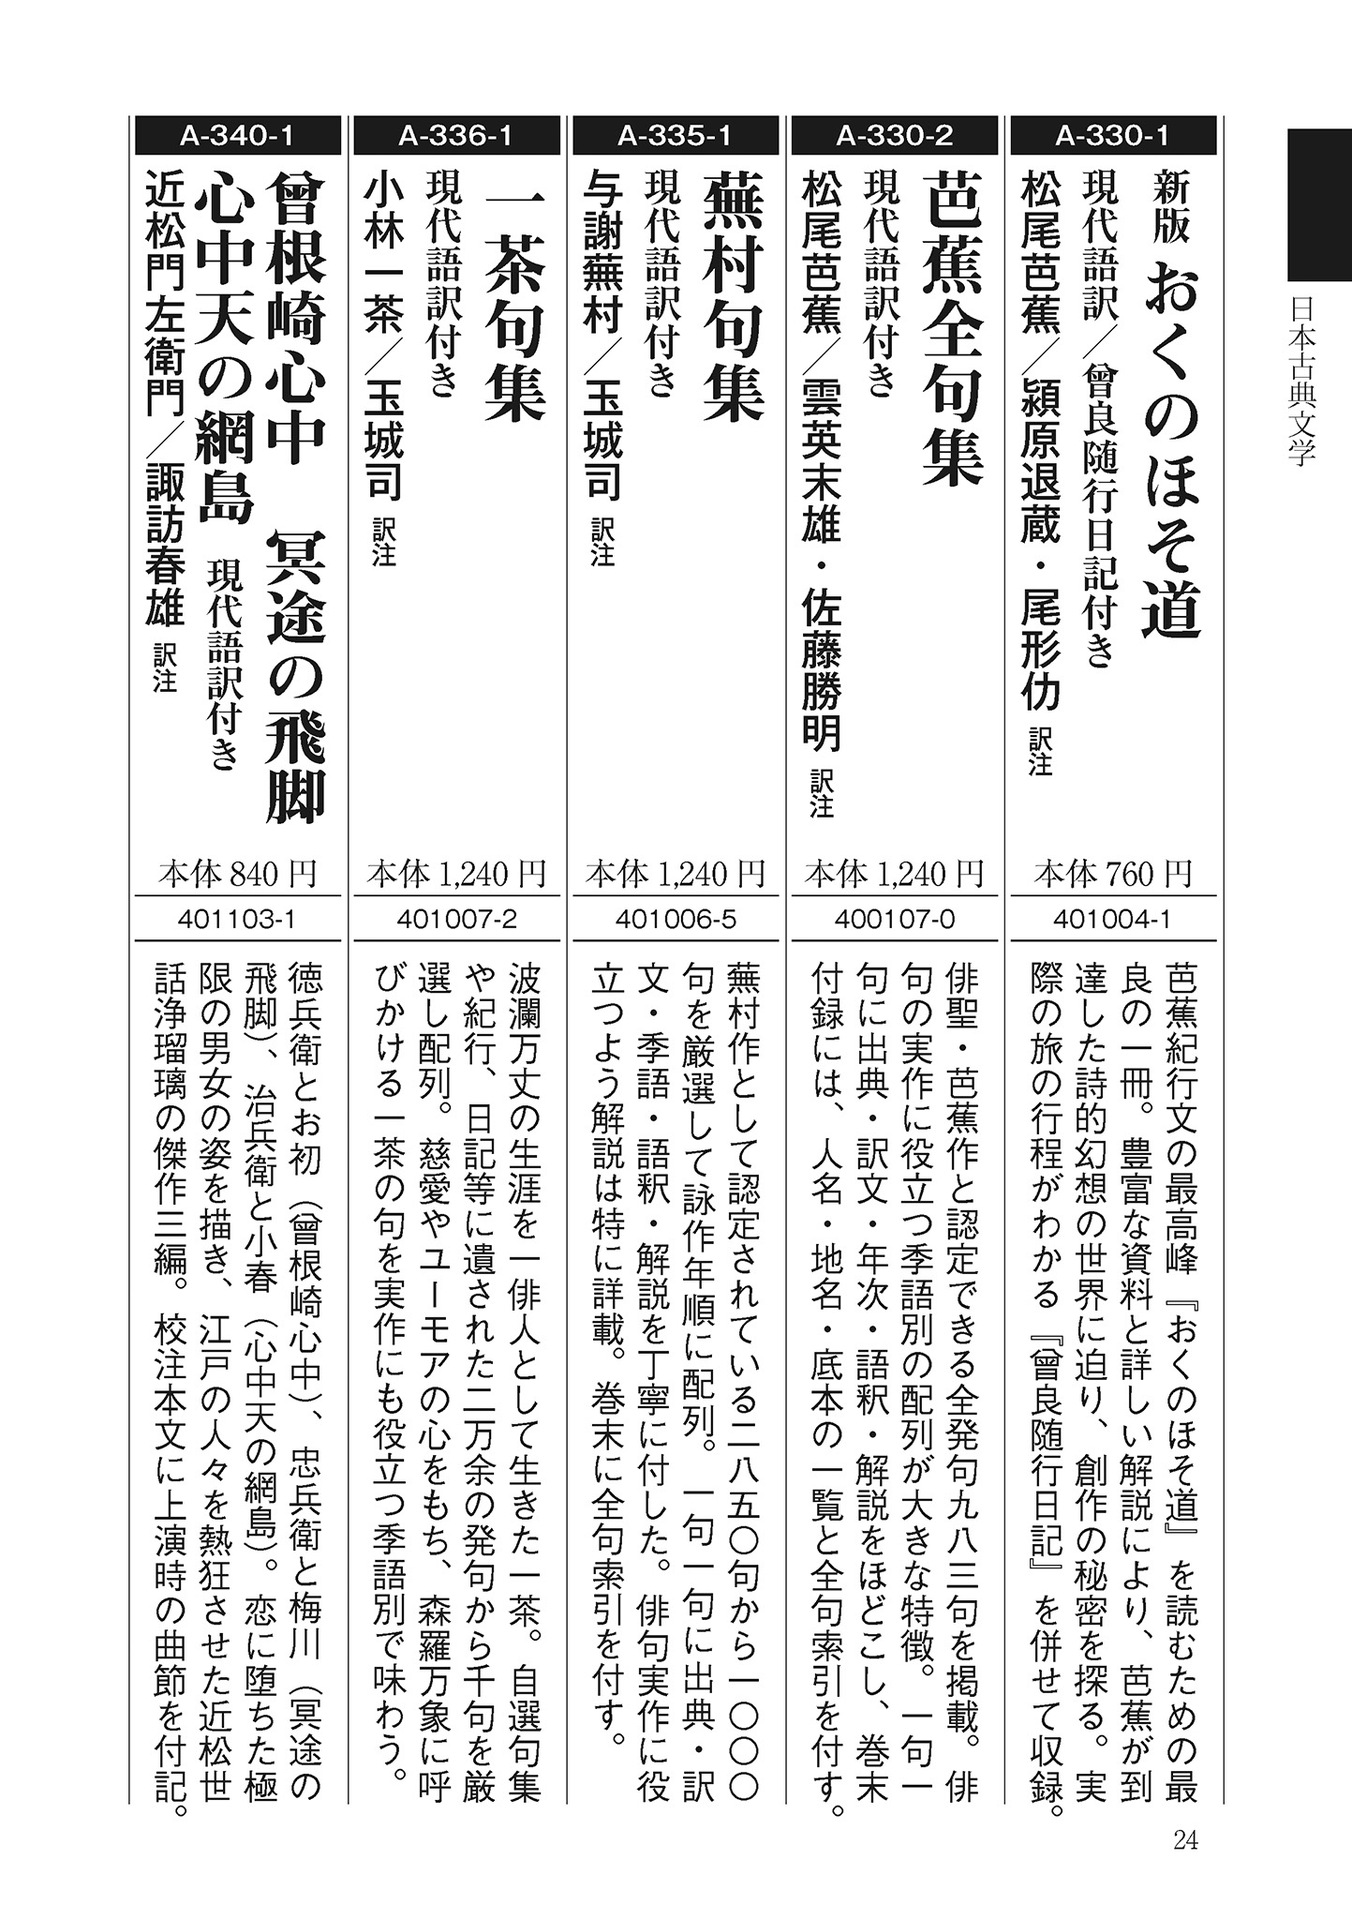 日本古典文学
A-330-1
新版 おくのほそ道
現代語訳／曾良随行日記付き
松尾芭蕉／潁原退蔵・尾形仂 訳注
本体 760 円
401004-1
芭蕉紀行文の最高峰『おくのほそ道』を読むための最
良の一冊。豊富な資料と詳しい解説により、芭蕉が到
達した詩的幻想の世界に迫り、創作の秘密を探る。実
際の旅の行程がわかる『曾良随行日記』を併せて収録。
A-330-2
芭蕉全句集
現代語訳付き
松尾芭蕉／雲英末雄・佐藤勝明 訳注
本体 1,240 円
400107-0
俳聖・芭蕉作と認定できる全発句九八三句を掲載。俳
句の実作に役立つ季語別の配列が大きな特徴。一句一
句に出典・訳文・年次・語釈・解説をほどこし、巻末
付録には、人名・地名・底本の一覧と全句索引を付す。
A-335-1
蕪村句集
現代語訳付き
与謝蕪村／玉城司 訳注
本体 1,240 円
401006-5
蕪村作として認定されている二八五〇句から一〇〇〇
句を厳選して詠作年順に配列。一句一句に出典・訳
文・季語・語釈・解説を丁寧に付した。俳句実作に役
立つよう解説は特に詳載。巻末に全句索引を付す。
A-336-1
一茶句集
現代語訳付き
小林一茶／玉城司 訳注
本体 1,240 円
401007-2
波瀾万丈の生涯を一俳人として生きた一茶。自選句集
や紀行、日記等に遺された二万余の発句から千句を厳
選し配列。慈愛やユーモアの心をもち、森羅万象に呼
びかける一茶の句を実作にも役立つ季語別で味わう。
A-340-1
曾根崎心中 冥途の飛脚
心中天の網島 現代語訳付き
近松門左衛門／諏訪春雄 訳注
本体 840 円
401103-1
徳兵衛とお初（曾根崎心中）、忠兵衛と梅川（冥途の
飛脚）、治兵衛と小春（心中天の網島）。恋に堕ちた極
限の男女の姿を描き、江戸の人々を熱狂させた近松世
話浄瑠璃の傑作三編。校注本文に上演時の曲節を付記。
24